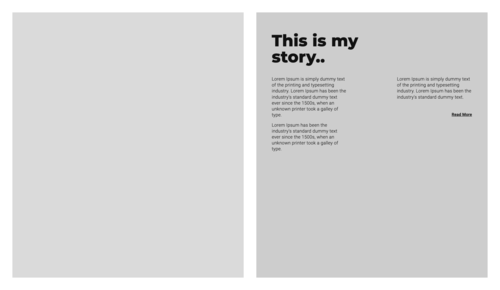 This is my
story..
Lorem Ipsum is simply dummy text
of the printing and typesetting
industry. Lorem Ipsum has been the
industry's standard dummy text
ever since the 1500s, when an
unknown printer took a galley of
type.
Lorem Ipsum has been the
industry's standard dummy text
ever since the 1500s, when an
unknown printer took a galley of
type.
Lorem Ipsum is simply dummy text
of the printing and typesetting
industry. Lorem Ipsum has been the
industry's standard dummy text.
Read More